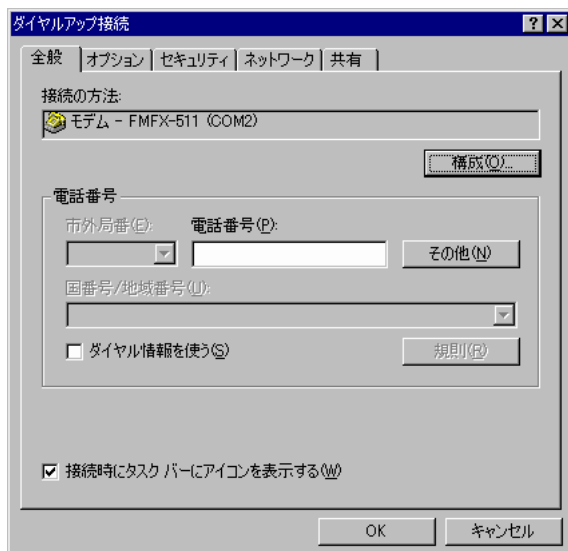 ダイヤルアップ接続
全般 オプション セキュリティ ネットワーク 共有
接続の方法:
モデム - FMFX-511 (COM2)
構成(O)...
電話番号
市外局番(E): 電話番号(P):
その他(N)
国番号/地域番号(U):
ダイヤル情報を使う(S) 規則(R)
接続時にタスク バーにアイコンを表示する(W)
OK キャンセル